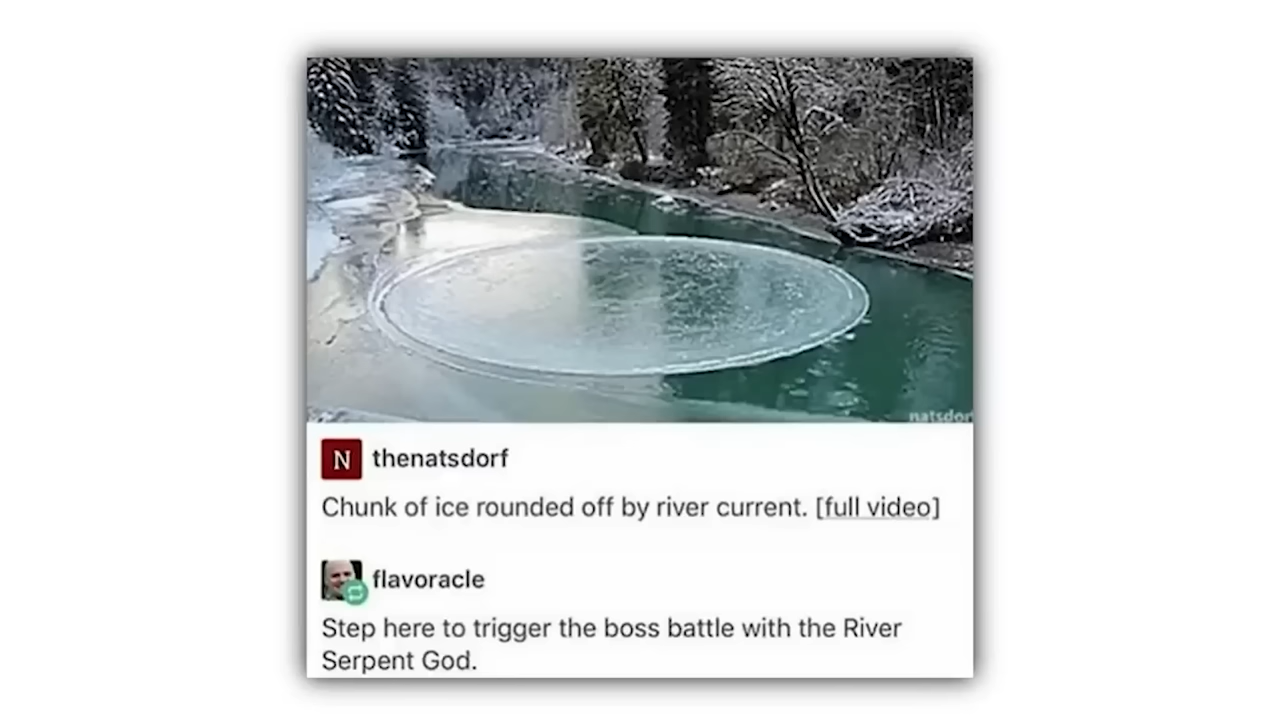 natsdorf
N thenatsdorf
Chunk of ice rounded off by river current. [full video]
flavoracle
Step here to trigger the boss battle with the River
Serpent God.